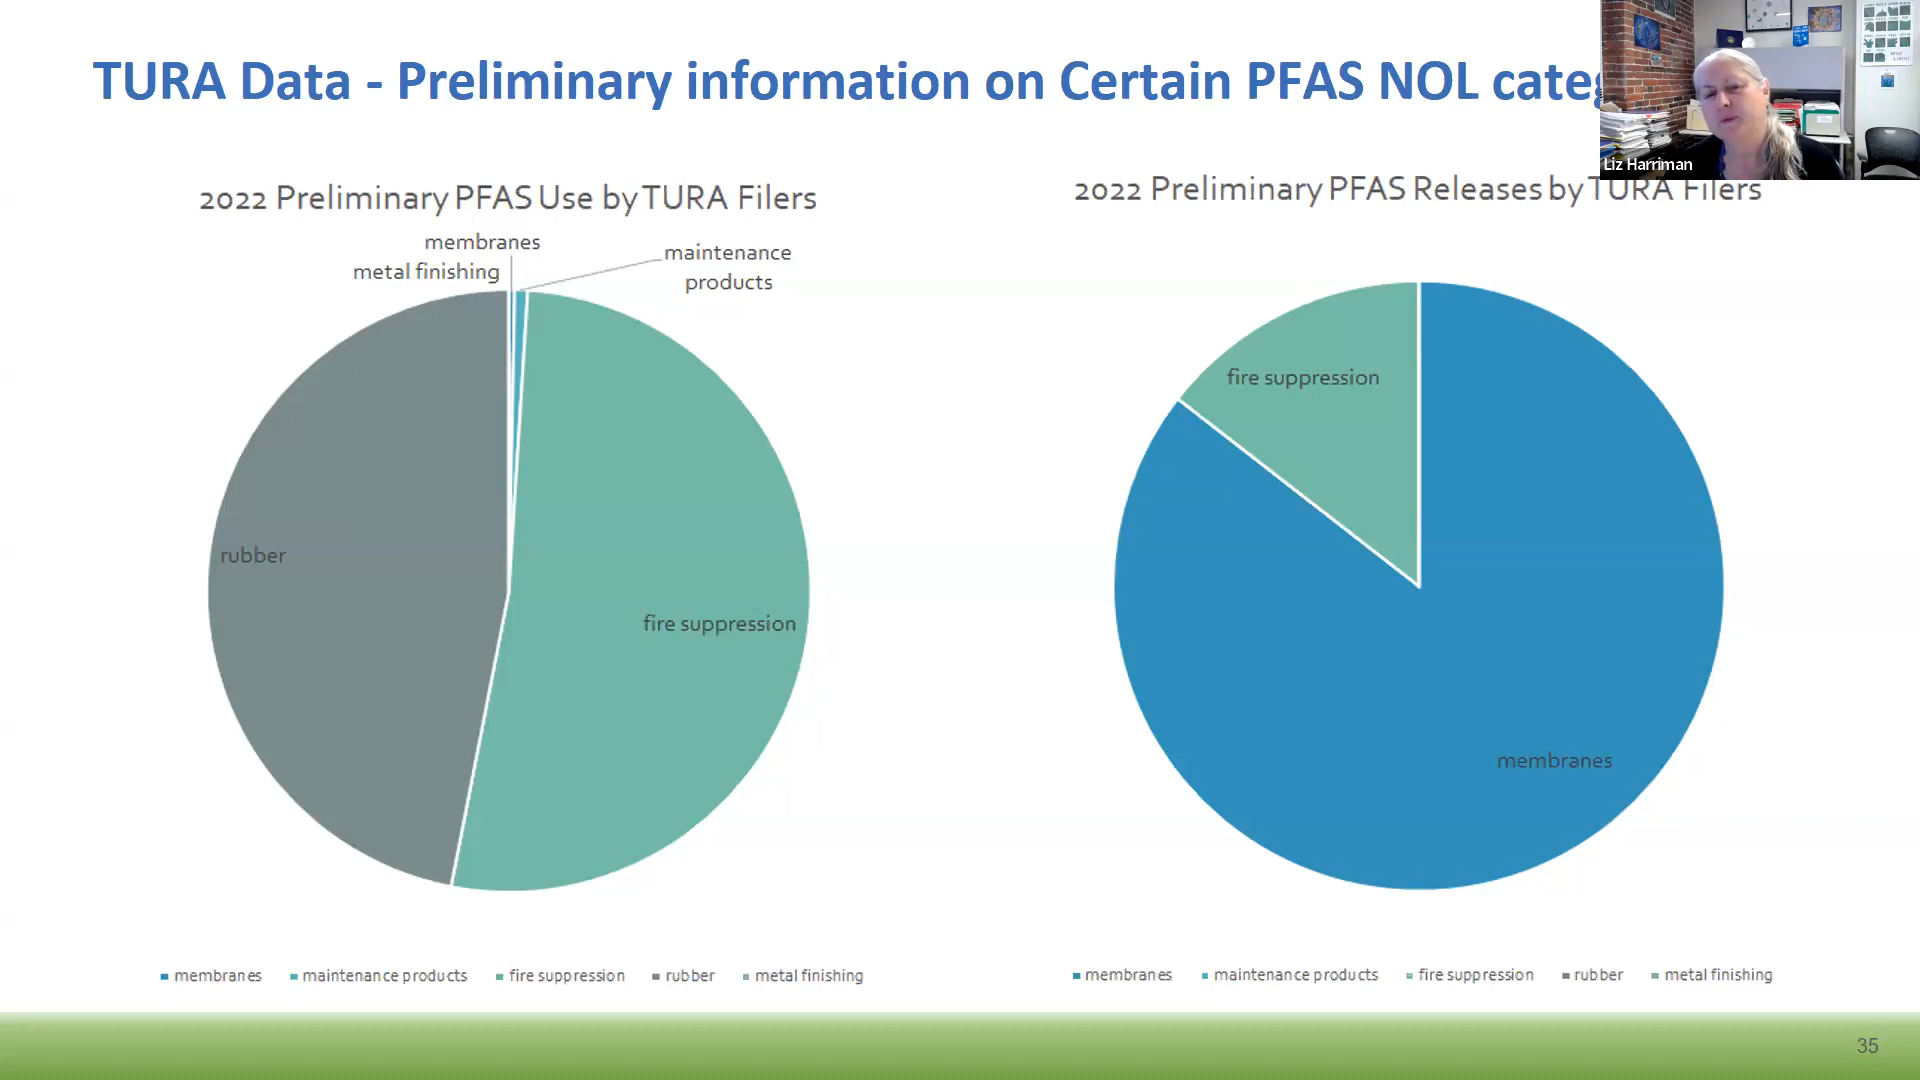 TURA Data - Preliminary information on Certain PFAS NOL categ
Liz Harriman
2022 Preliminary PFAS Use by TURA Filers
membranes
metal finishing
maintenance
products
rubber
fire suppression
membranes maintenance products fire suppression rubber metal finishing
2022 Preliminary PFAS Releases by TURA Filers
fire suppression
membranes
membranes maintenance products fire suppression rubber metal finishing
35